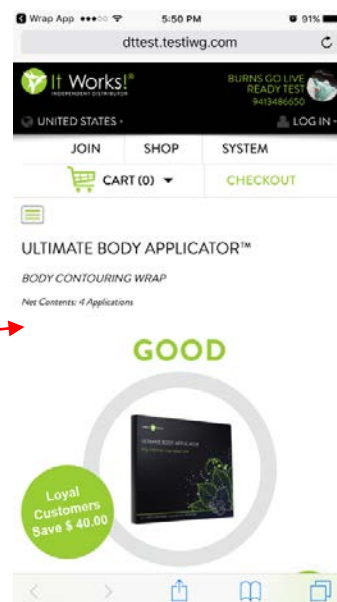 Wrap App 5:50 PM 91%
dttest.testiwg.com
It Works!®
INDEPENDENT DISTRIBUTOR
BURNS GO LIVE
READY TEST
9413486650
UNITED STATES
LOG IN
JOIN SHOP SYSTEM
CART (0) CHECKOUT
ULTIMATE BODY APPLICATOR™
BODY CONTOURING WRAP
Net Contents: 4 Applications
GOOD
ULTIMATE BODY APPLICATOR
Loyal
Customers
Save $ 40.00